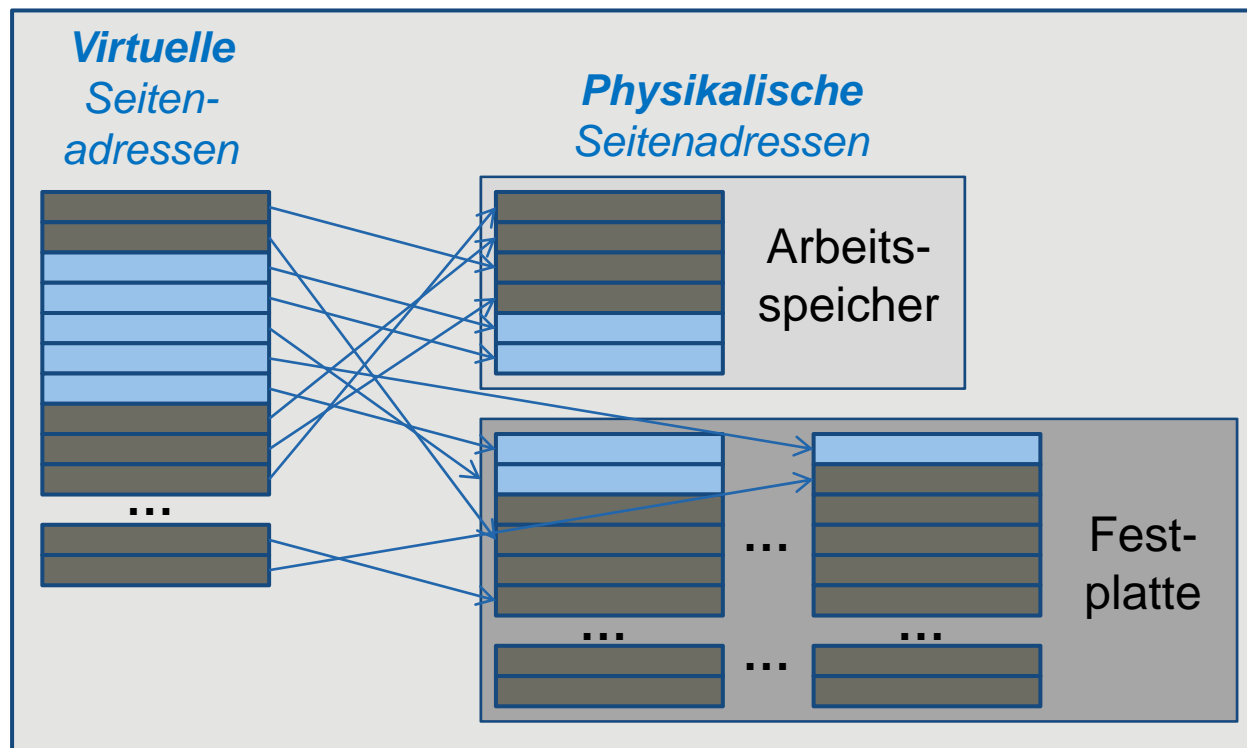 Virtuelle
Seiten-
adressen
Physikalische
Seitenadressen
Arbeits-
speicher
...
...
Fest-
platte
...
...
...